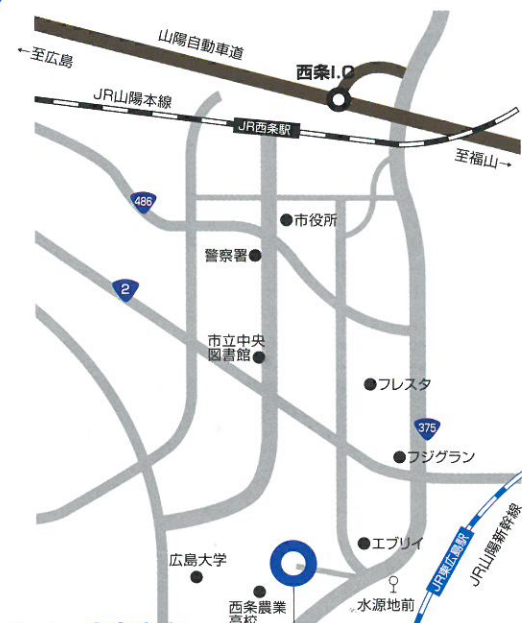 山陽自動車道
←至広島
西条I.C
JR山陽本線
JR西条駅
至福山→
486
市役所
警察署
2
市立中央
図書館
フレスタ
375
フジグラン
エブリイ
JR東広島駅
JR山陽新幹線
広島大学
西条農業
高校
水源地前